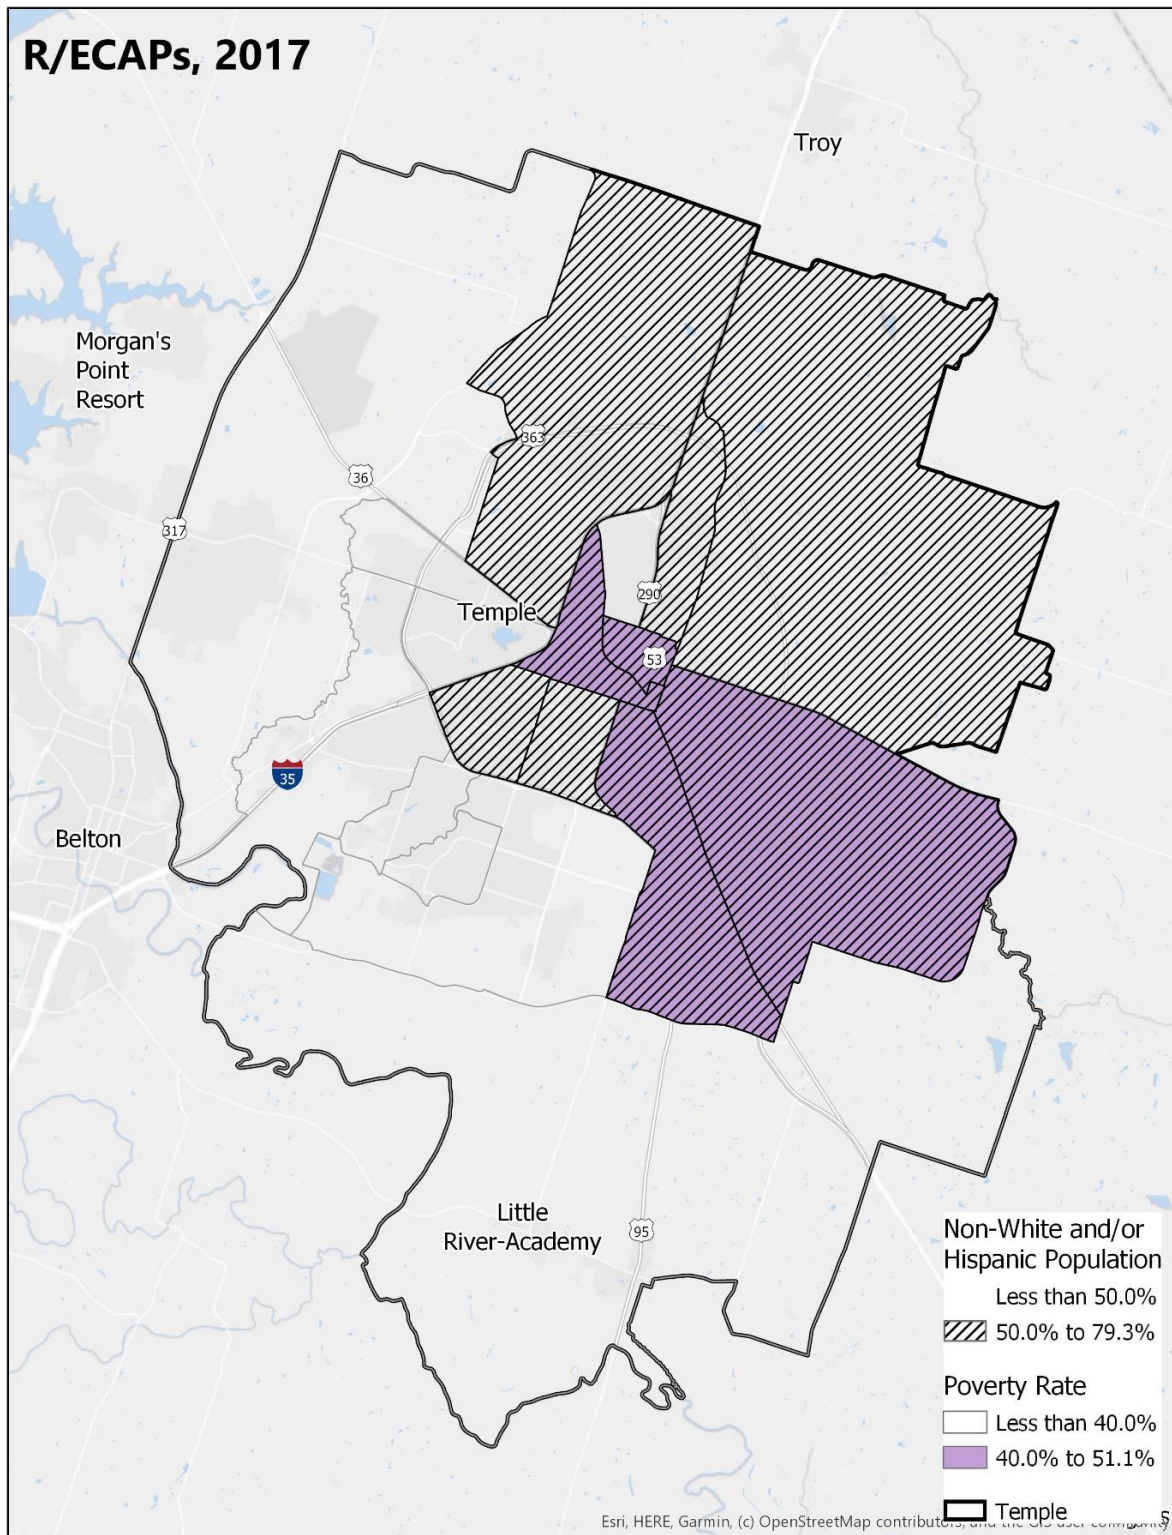 R/ECAPs, 2017
Troy
Morgan's
Point
Resort
363
36
317
290
Temple
53
35
Belton
Little
River-Academy
95
Non-White and/or
Hispanic Population
Less than 50.0%
50.0% to 79.3%
Poverty Rate
Less than 40.0%
40.0% to 51.1%
Temple
Esri, HERE, Garmin, (c) OpenStreetMap contributors, and the GIS user community